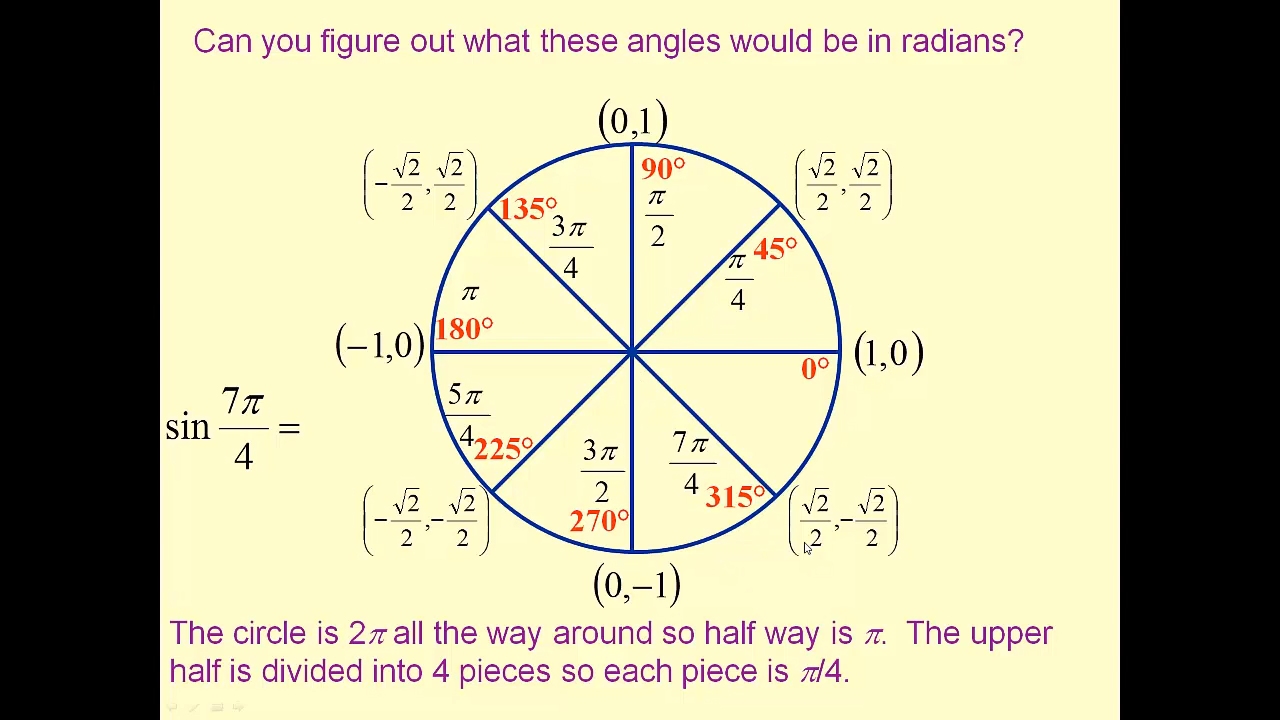 Can you figure out what these angles would be in radians?
(0,1)
(-√2/2, √2/2)
90°
π/2
(√2/2, √2/2)
135°
3π/4
45°
π/4
π
180°
(−1,0)
0°
(1,0)
sin 7π/4 =
5π/4
225°
3π/2
270°
7π/4
315°
(-√2/2,-√2/2)
(√2/2,-√2/2)
(0,−1)
The circle is 2π all the way around so half way is π. The upper
half is divided into 4 pieces so each piece is π/4.